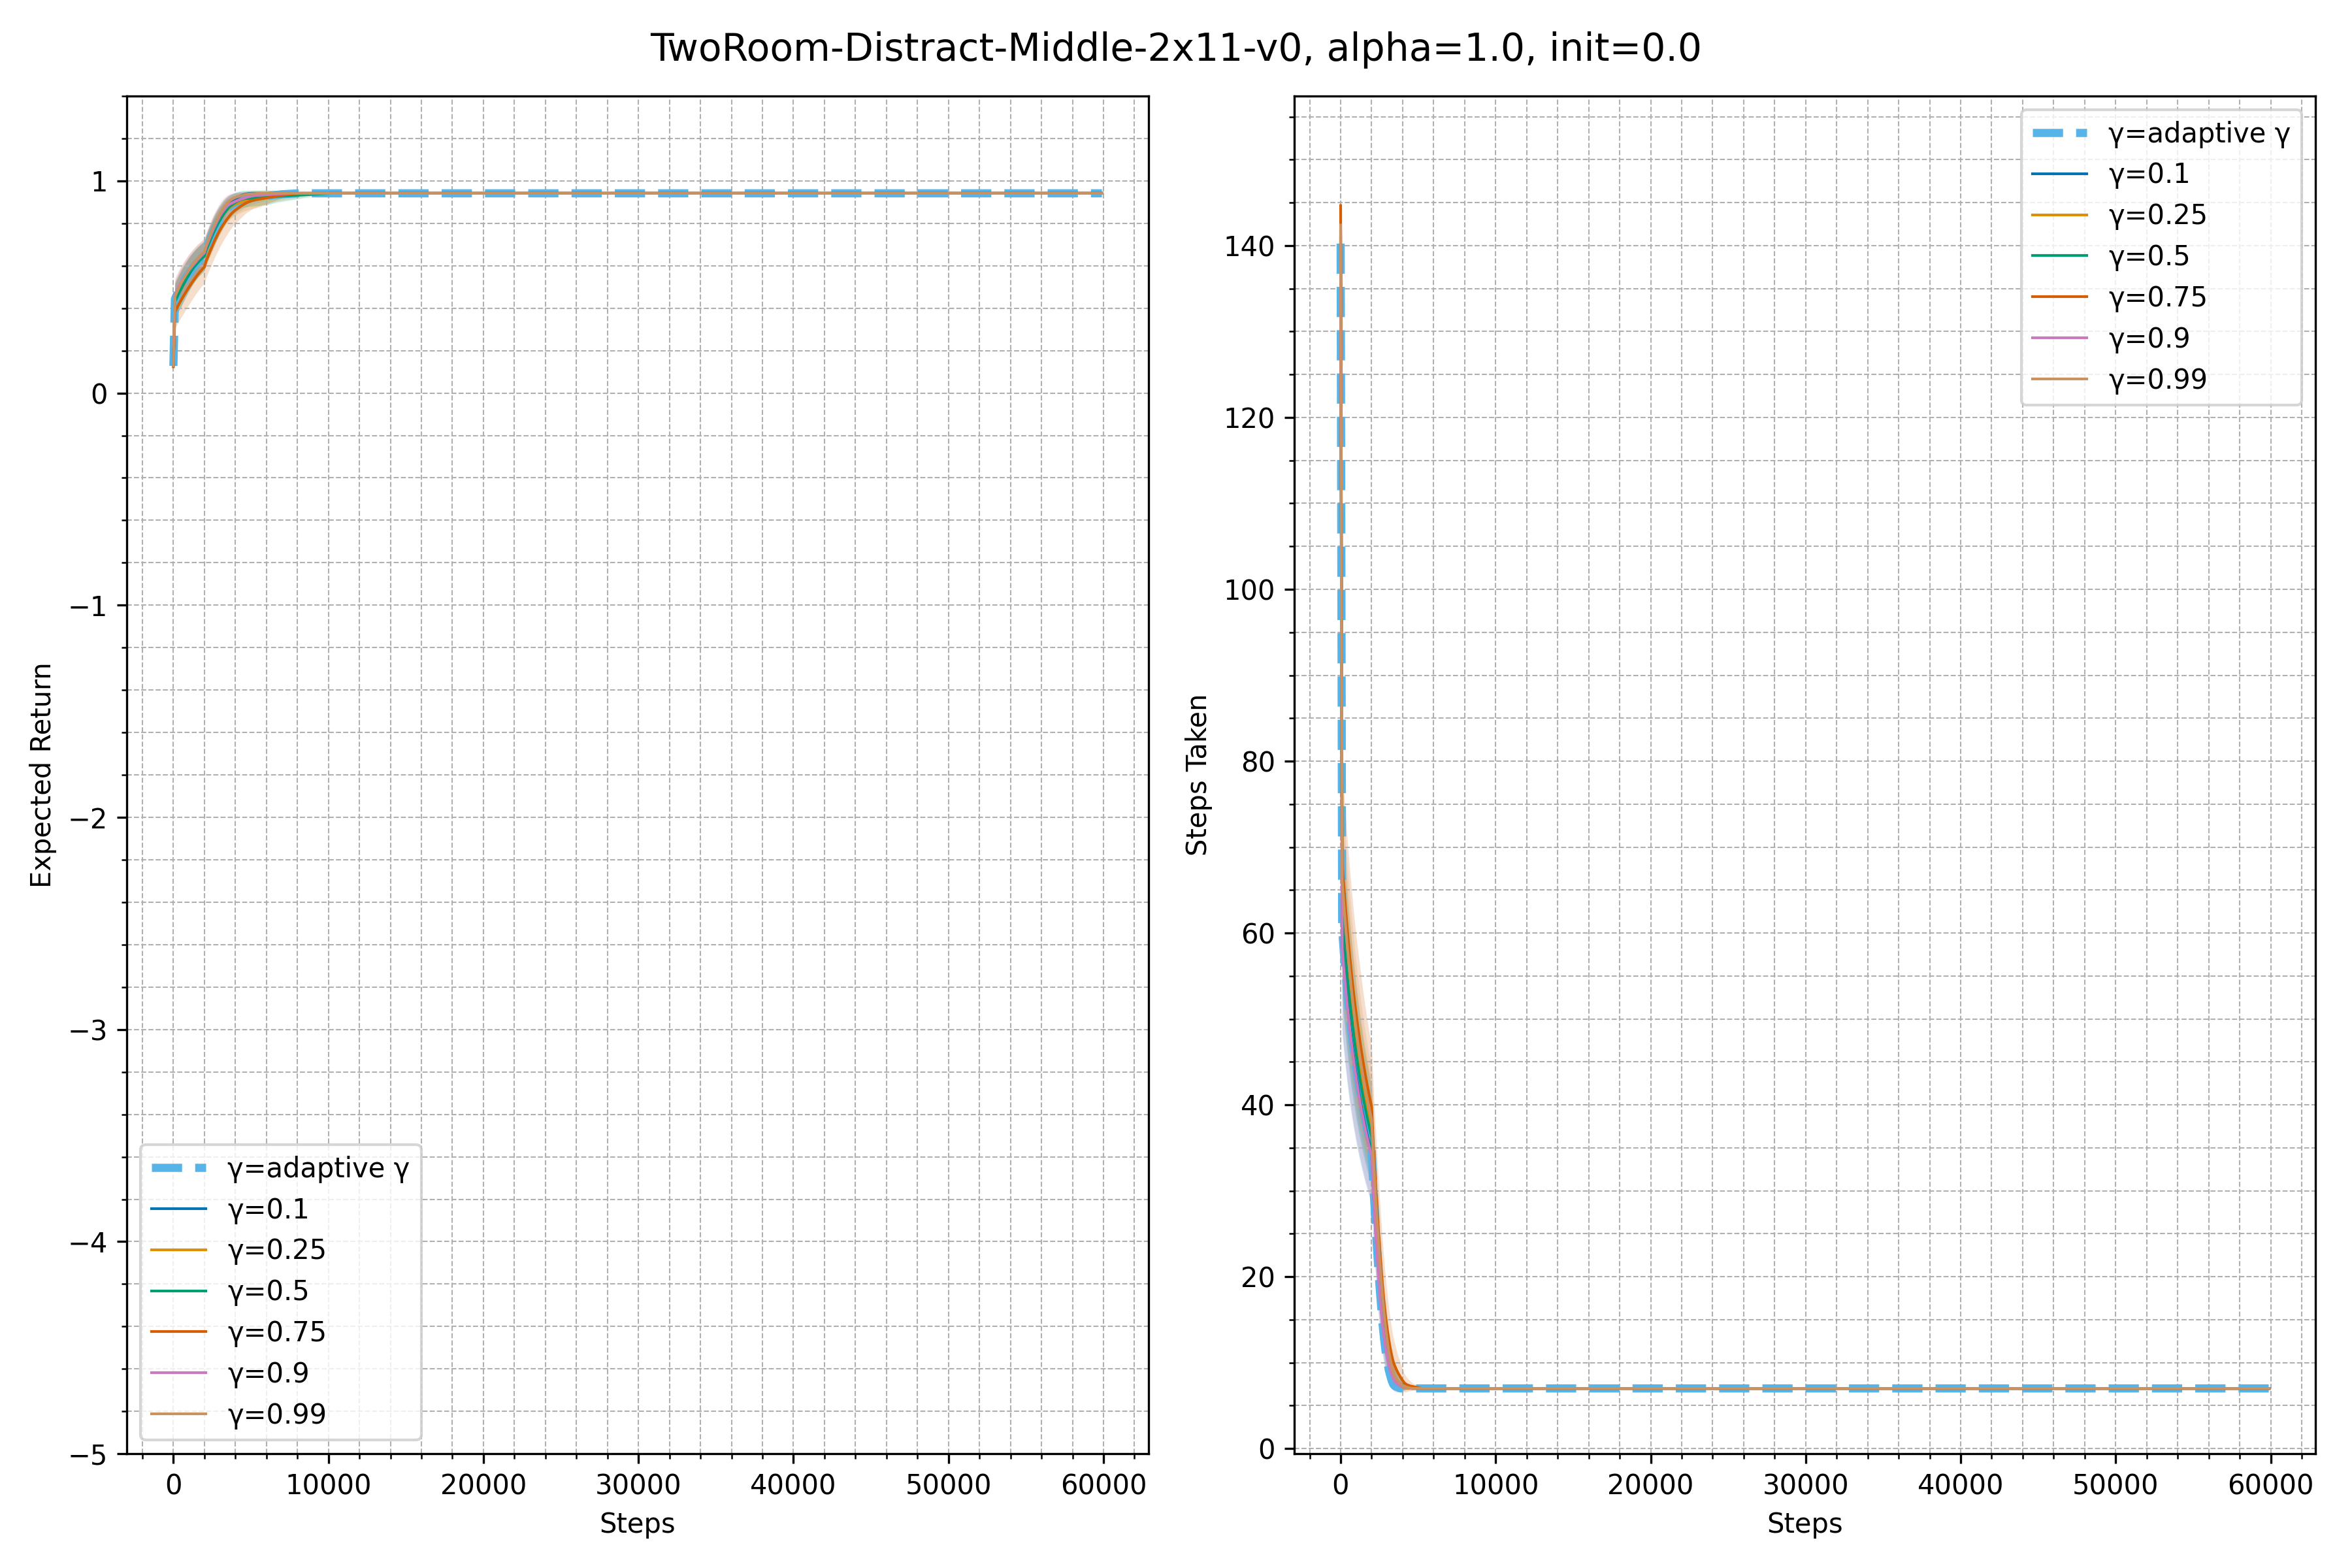 TwoRoom-Distract-Middle-2x11-v0, alpha=1.0, init=0.0
Expected Return
1
0
−1
−2
−3
−4
−5
γ=adaptive γ
γ=0.1
γ=0.25
γ=0.5
γ=0.75
γ=0.9
γ=0.99
0 10000 20000 30000 40000 50000 60000
Steps
Steps Taken
140
120
100
80
60
40
20
0
γ=adaptive γ
γ=0.1
γ=0.25
γ=0.5
γ=0.75
γ=0.9
γ=0.99
0 10000 20000 30000 40000 50000 60000
Steps